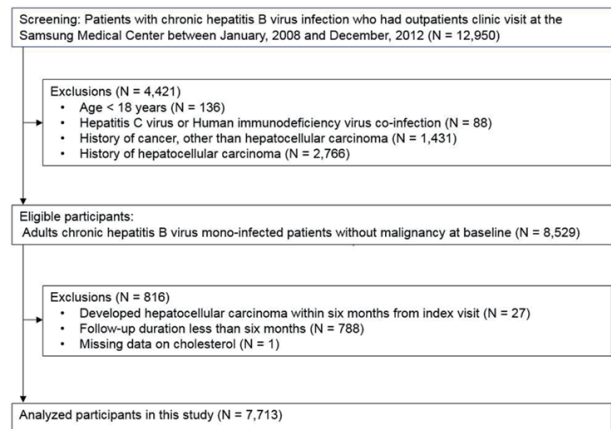 Screening: Patients with chronic hepatitis B virus infection who had outpatients clinic visit at the
Samsung Medical Center between January, 2008 and December, 2012 (N = 12,950)
Exclusions (N = 4,421)
• Age < 18 years (N = 136)
• Hepatitis C virus or Human immunodeficiency virus co-infection (N = 88)
• History of cancer, other than hepatocellular carcinoma (N = 1,431)
• History of hepatocellular carcinoma (N = 2,766)
Eligible participants:
Adults chronic hepatitis B virus mono-infected patients without malignancy at baseline (N = 8,529)
Exclusions (N = 816)
• Developed hepatocellular carcinoma within six months from index visit (N = 27)
• Follow-up duration less than six months (N = 788)
• Missing data on cholesterol (N = 1)
Analyzed participants in this study (N = 7,713)